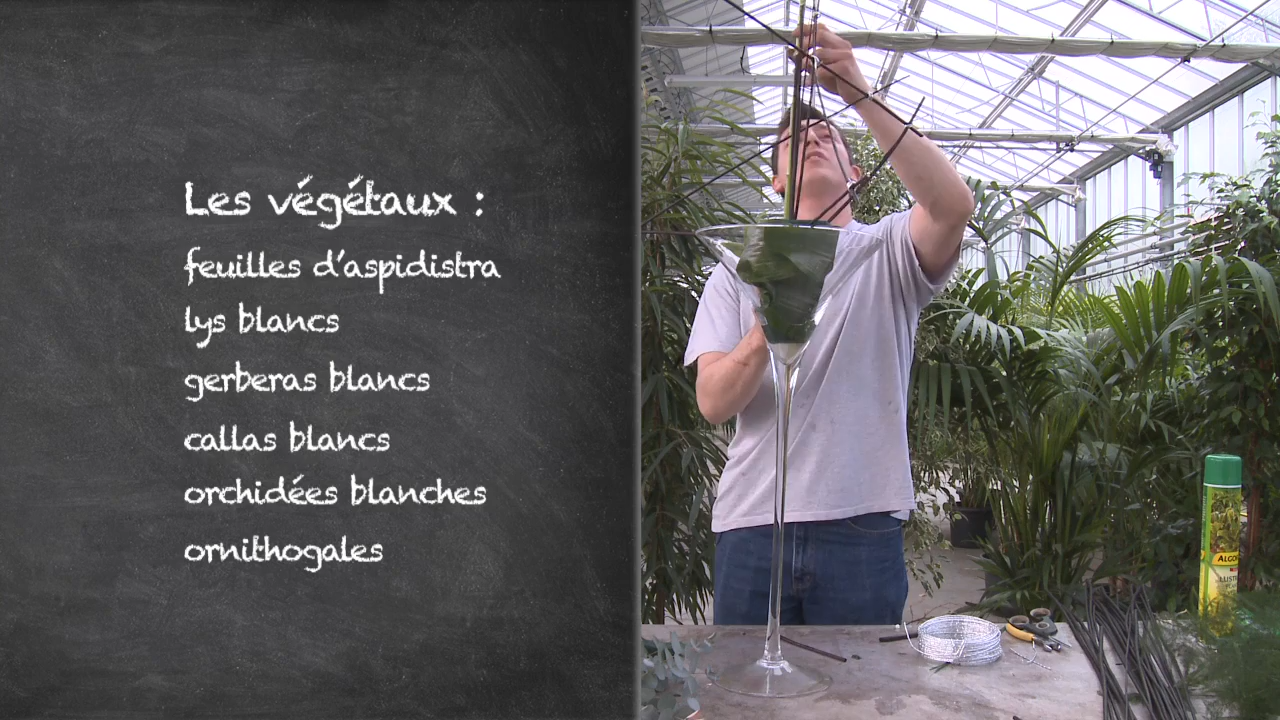 Les végétaux :
feuilles d'aspidistra
lys blancs
gerberas blancs
callas blancs
orchidées blanches
ornithogales